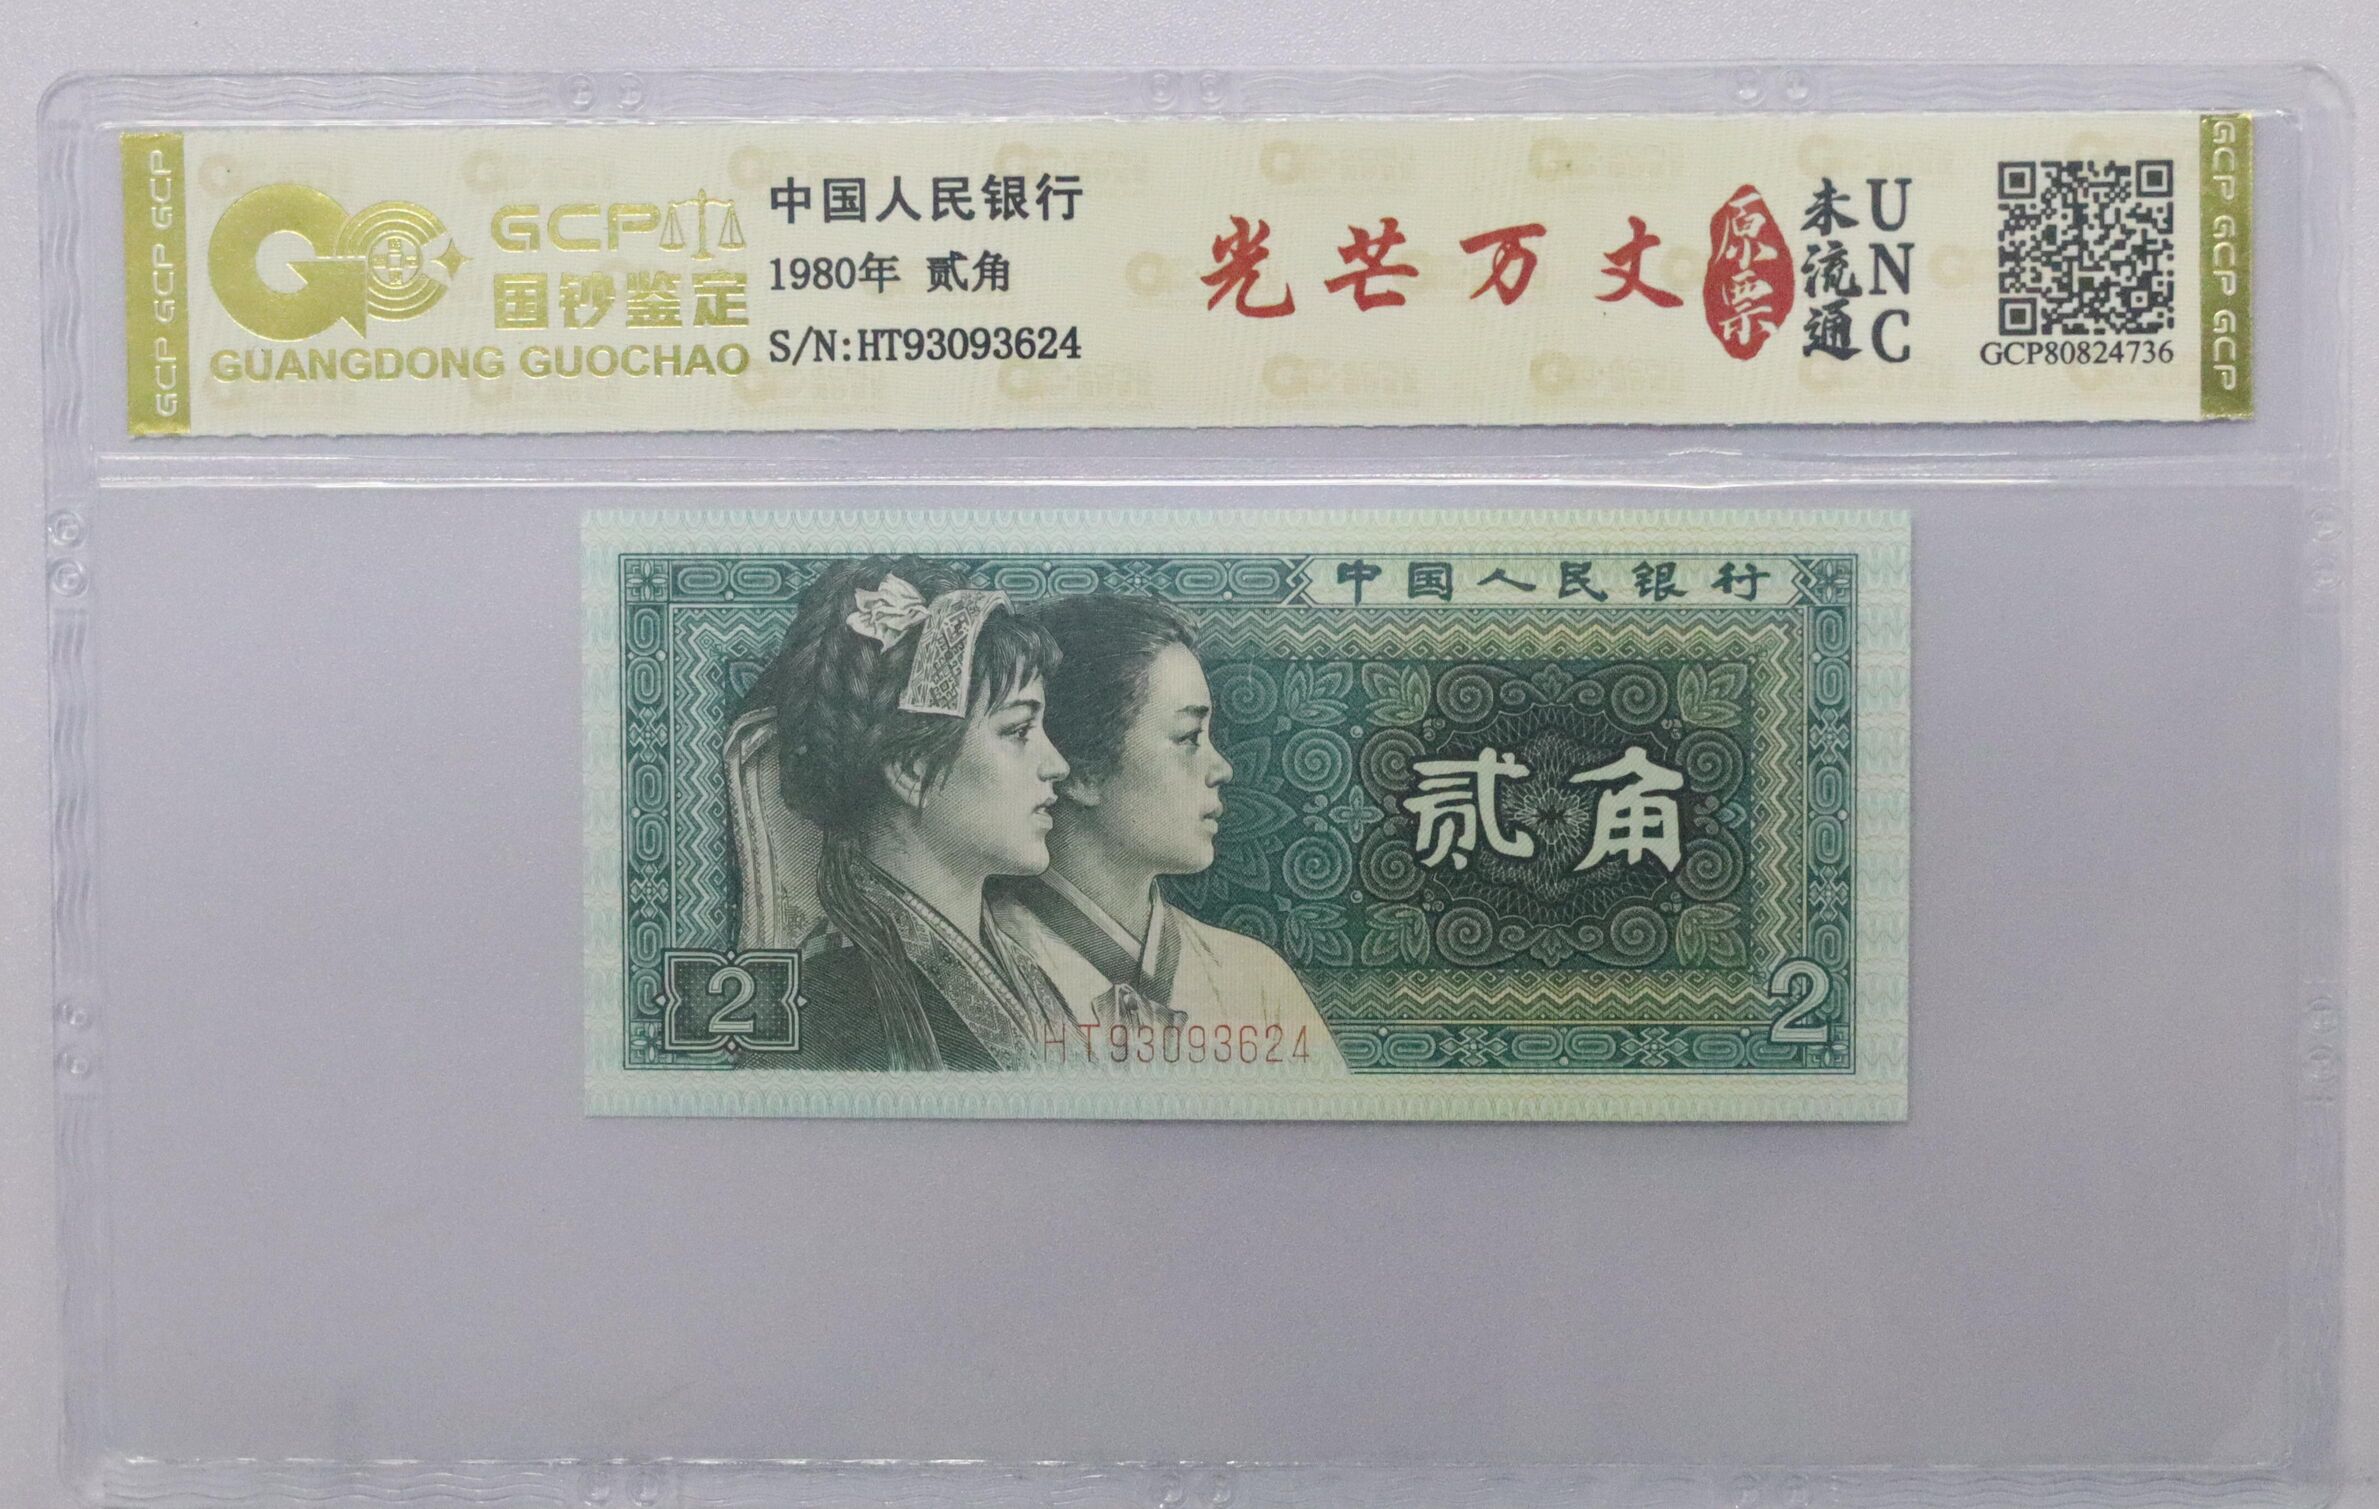 GCP GCP GCP
GCP
国钞鉴定
GUANGDONG GUOCHAO
中国人民银行
1980年 贰角
S/N:HT93093624
光芒万丈
原票
未流通
UNC
GCP80824736
GCP GCP GCP
中国人民银行
贰角
2
2
HT93093624